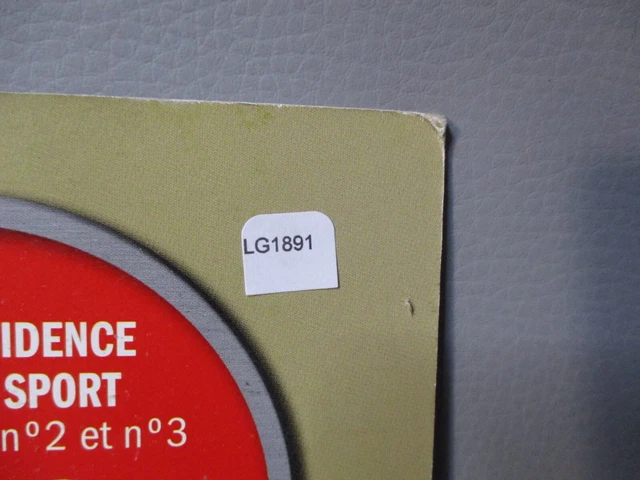 LG1891
IDENCE
SPORT
nº2 et nº3